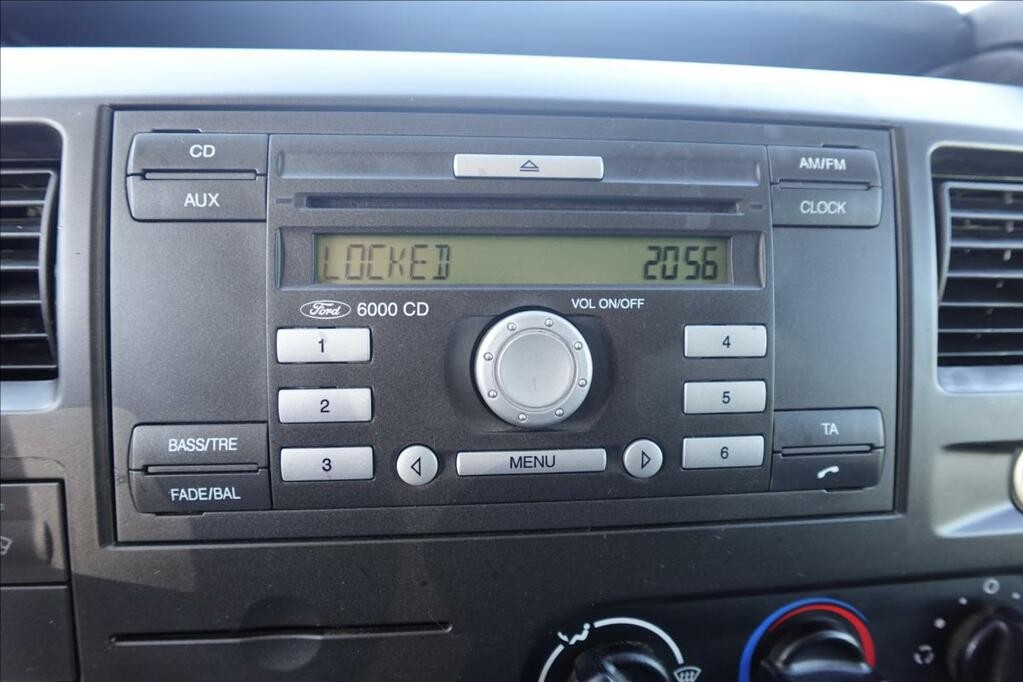 CD
AUX
AM/FM
CLOCK
LOCKED 2056
Ford 6000 CD
VOL ON/OFF
1
2
3
4
5
6
MENU
BASS/TRE
FADE/BAL
TA